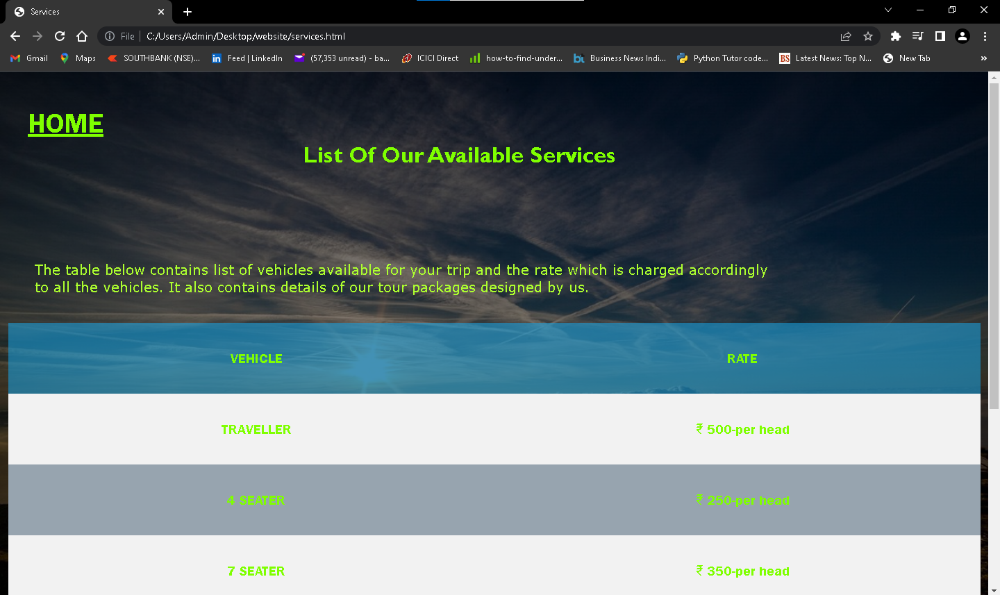 Services
File
C:/Users/Admin/Desktop/website/services.html
Gmail
Maps
SOUTHBANK (NSE)...
Feed | LinkedIn
(57,353 unread) - ba...
ICICI Direct
how-to-find-under...
Business News Indi...
Python Tutor code...
BS Latest News: Top N...
New Tab
»
HOME
List Of Our Available Services
The table below contains list of vehicles available for your trip and the rate which is charged accordingly
to all the vehicles. It also contains details of our tour packages designed by us.
VEHICLE RATE
TRAVELLER ₹ 500-per head
4 SEATER ₹ 250-per head
7 SEATER ₹ 350-per head